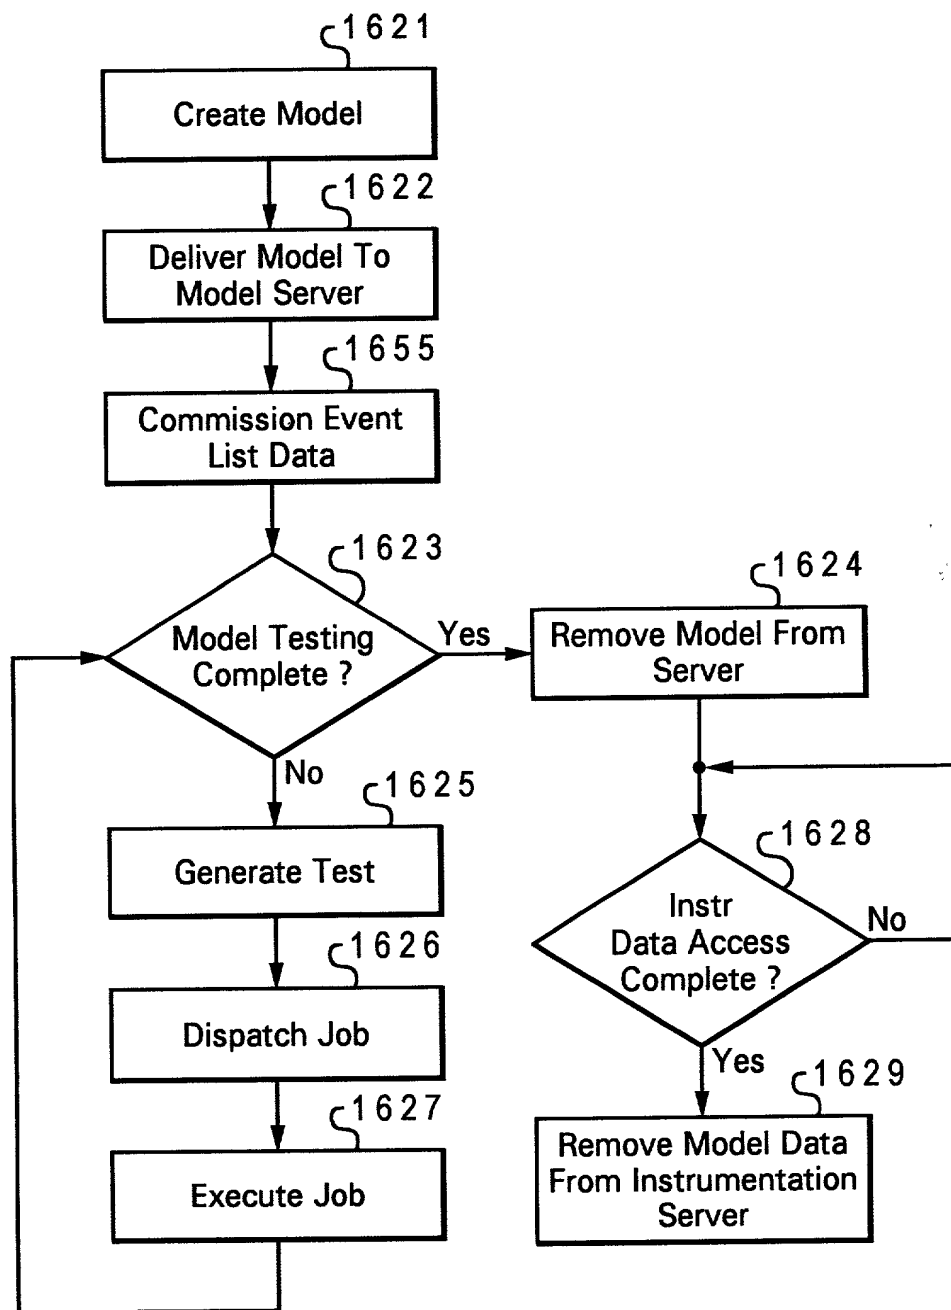 1621
Create Model
1622
Deliver Model To
Model Server
1655
Commission Event
List Data
1623
Model Testing
Complete ?
Yes
No
1624
Remove Model From
Server
1625
Generate Test
1626
Dispatch Job
1627
Execute Job
1628
Instr
Data Access
Complete ?
No
Yes
1629
Remove Model Data
From Instrumentation
Server